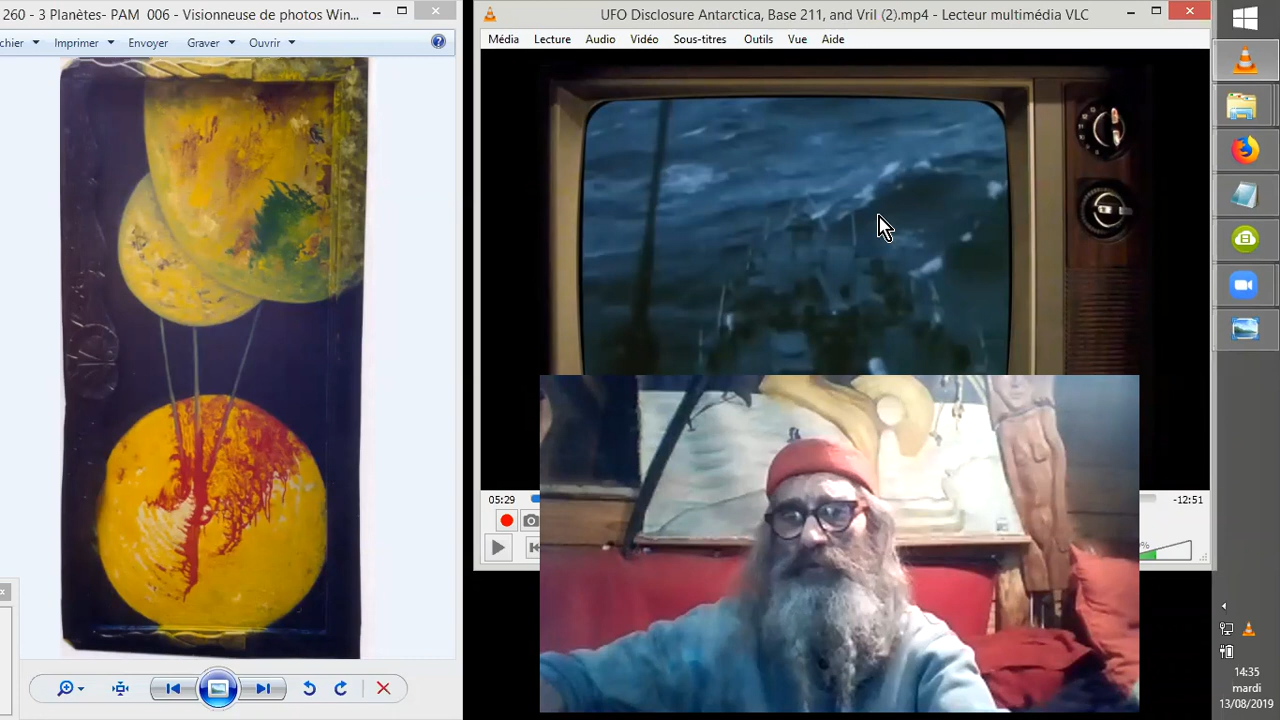 260 - 3 Planètes- PAM 006 - Visionneuse de photos Win...
chier Imprimer Envoyer Graver Ouvrir
UFO Disclosure Antarctica, Base 211, and Vril (2).mp4 - Lecteur multimédia VLC
Média Lecture Audio Vidéo Sous-titres Outils Vue Aide
05:29
-12:51
%
14:35
mardi
13/08/2019